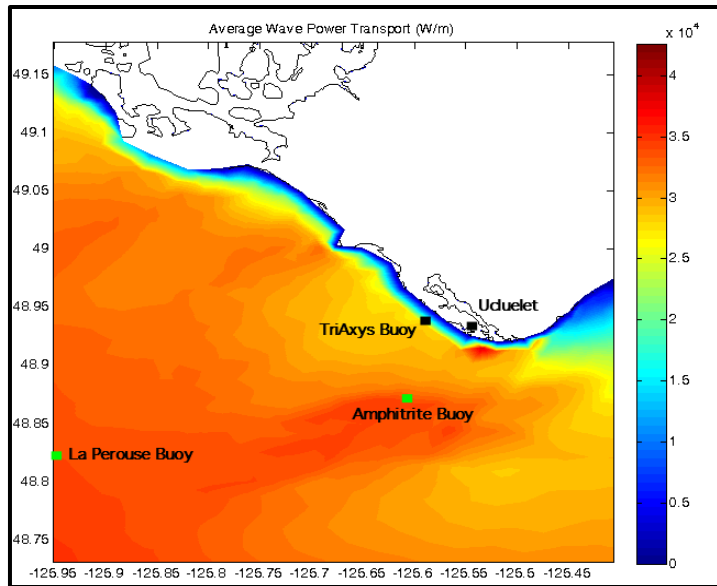 Average Wave Power Transport (W/m)
x 10⁴
49.15
49.1
49.05
49
48.95
48.9
48.85
48.8
48.75
Ucluelet
TriAxys Buoy
Amphitrite Buoy
La Perouse Buoy
-125.95 -125.9 -125.85 -125.8 -125.75 -125.7 -125.65 -125.6 -125.55 -125.5 -125.45
4
3.5
3
2.5
2
1.5
1
0.5
0